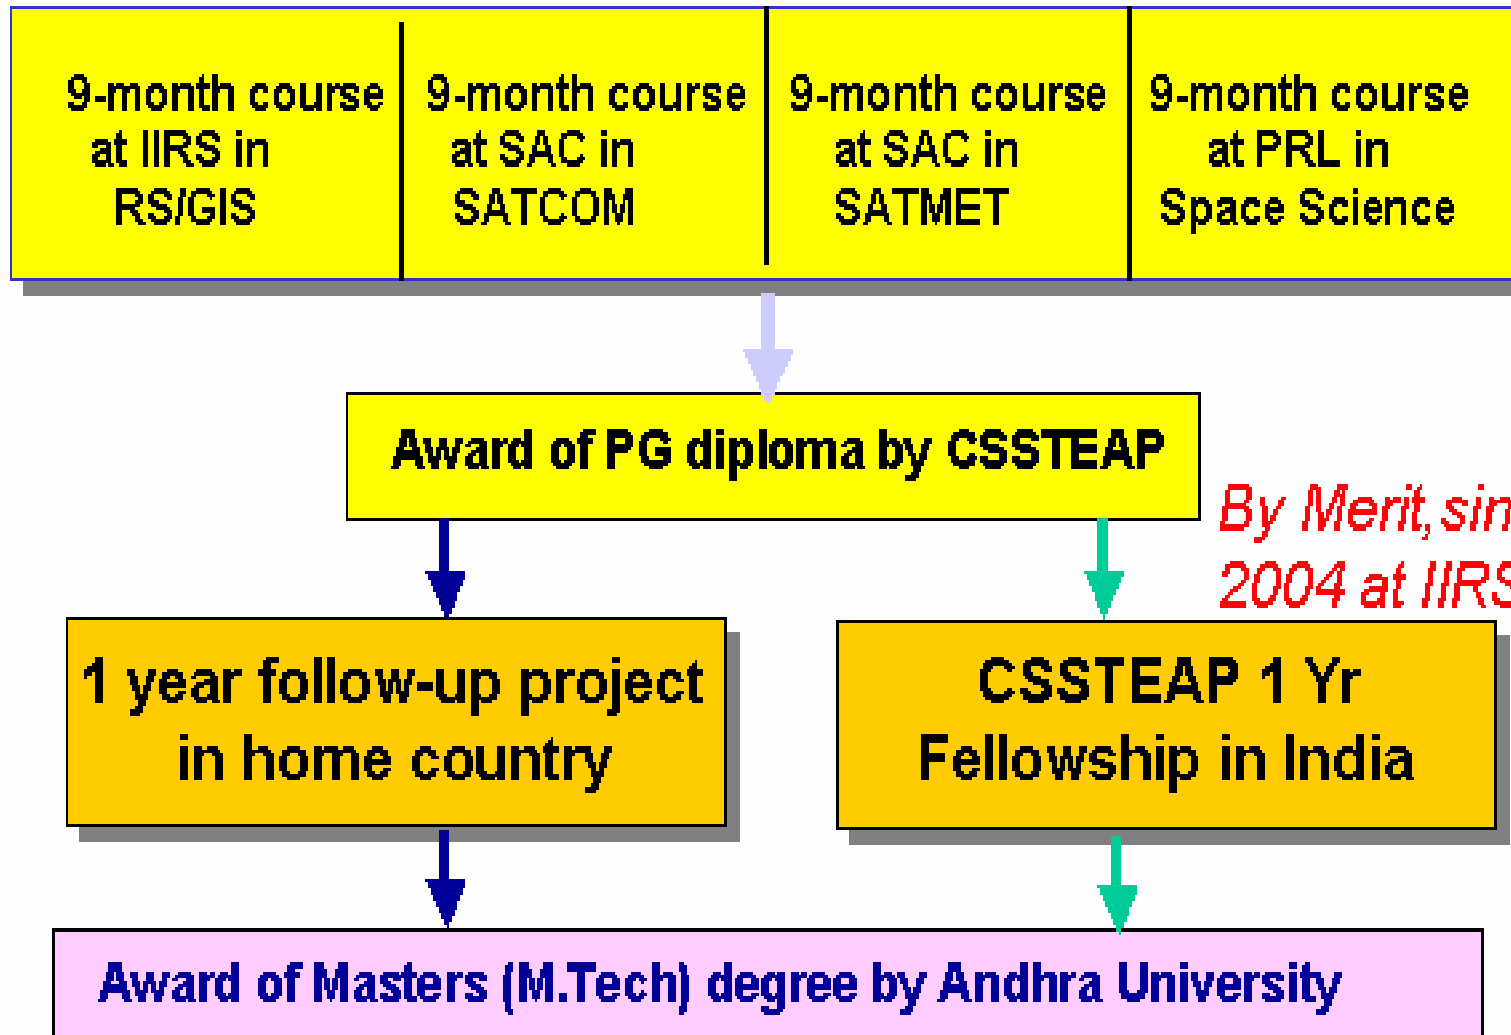 9-month course
at IIRS in
RS/GIS
9-month course
at SAC in
SATCOM
9-month course
at SAC in
SATMET
9-month course
at PRL in
Space Science
Award of PG diploma by CSSTEAP
By Merit, sin
2004 at IIRS
1 year follow-up project
in home country
CSSTEAP 1 Yr
Fellowship in India
Award of Masters (M.Tech) degree by Andhra University